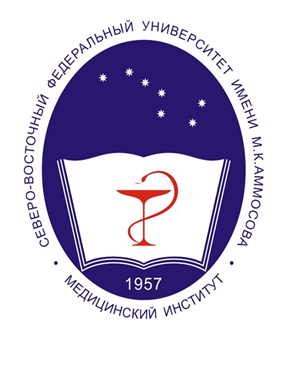 СЕВЕРО-ВОСТОЧНЫЙ ФЕДЕРАЛЬНЫЙ УНИВЕРСИТЕТ ИМЕНИ М.К.АММОСОВА
1957
• МЕДИЦИНСКИЙ ИНСТИТУТ •